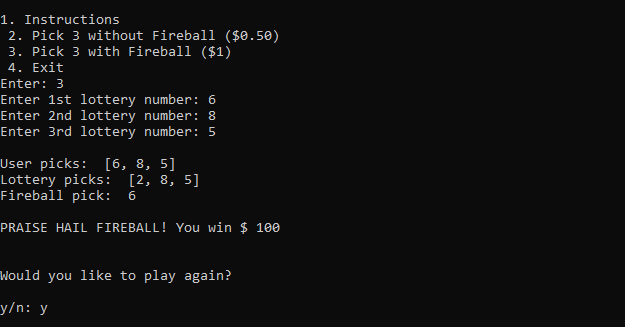 1. Instructions
2. Pick 3 without Fireball ($0.50)
3. Pick 3 with Fireball ($1)
4. Exit
Enter: 3
Enter 1st lottery number: 6
Enter 2nd lottery number: 8
Enter 3rd lottery number: 5
User picks:  [6, 8, 5]
Lottery picks:  [2, 8, 5]
Fireball pick:  6
PRAISE HAIL FIREBALL! You win $ 100
Would you like to play again?
y/n: y